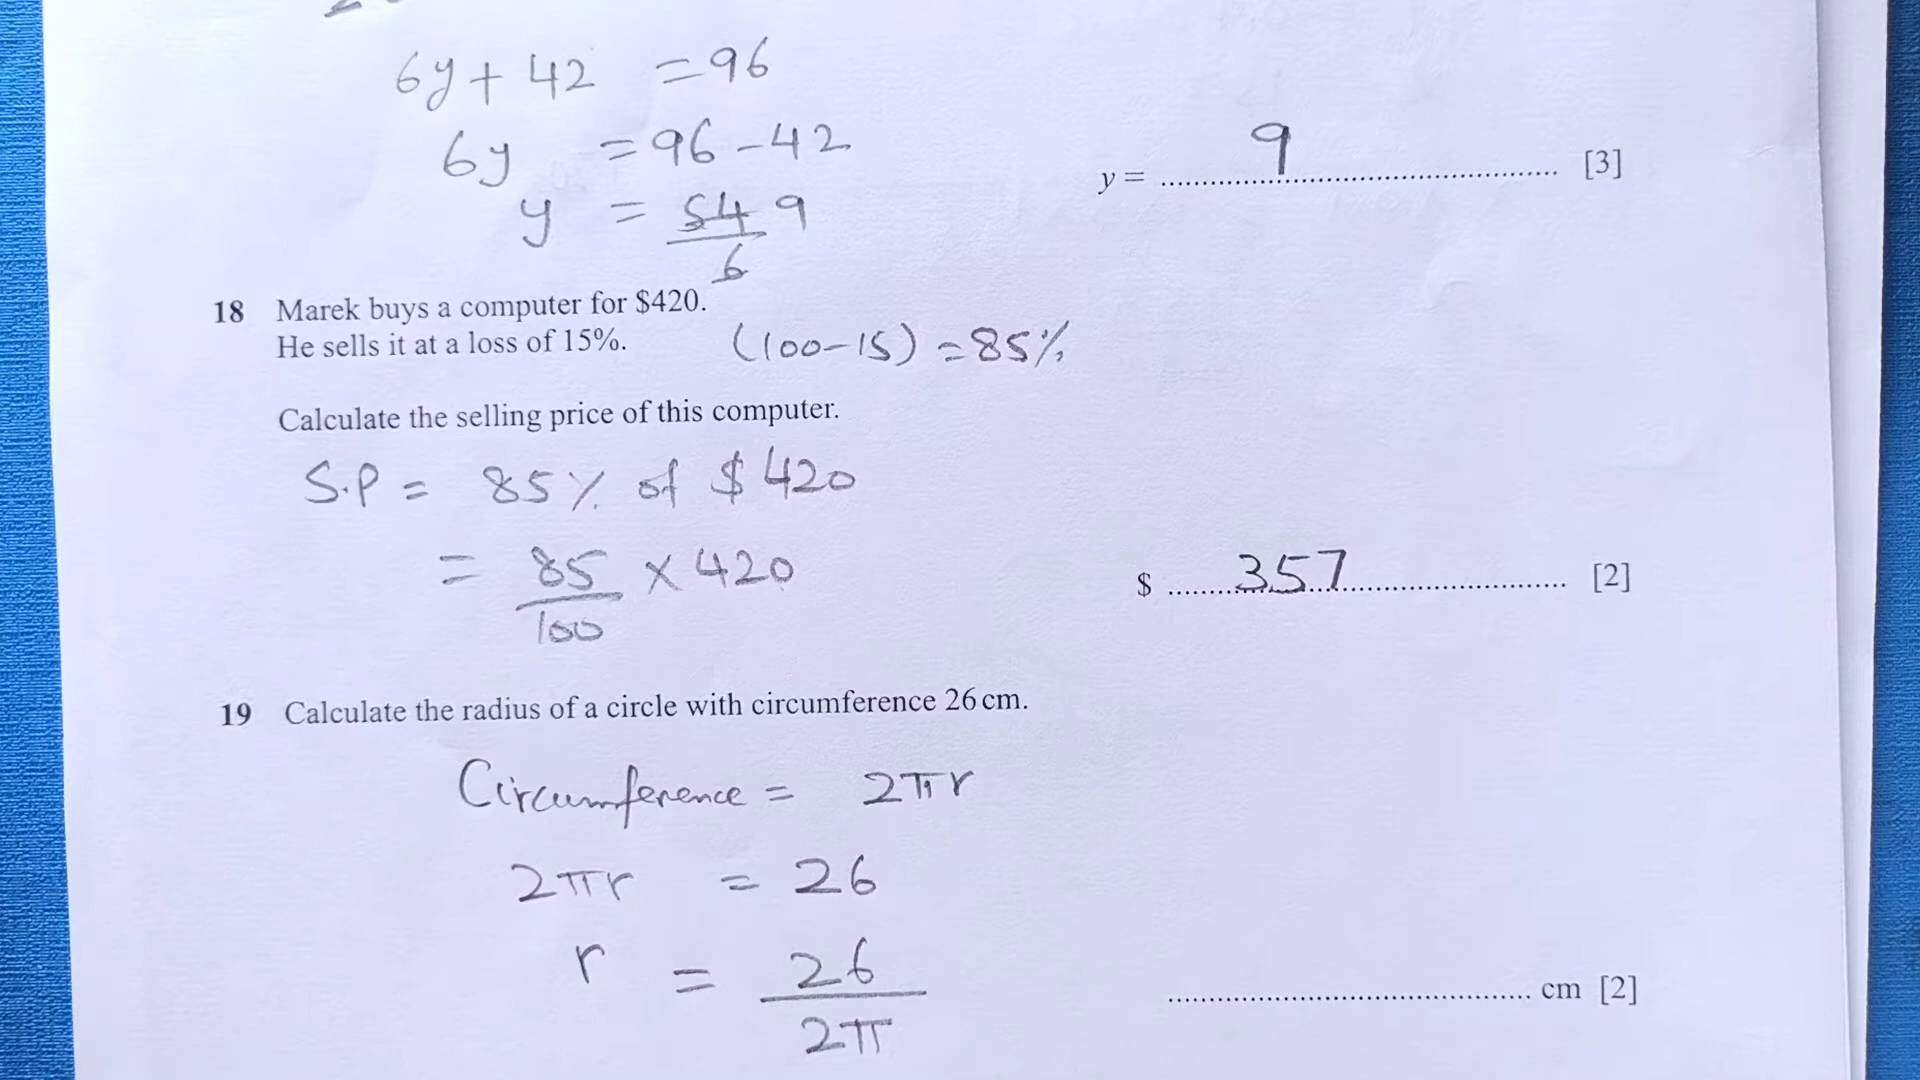 6y + 42 = 96
6y = 96 - 42
y = 54 9
6
y = 9 [3]
18 Marek buys a computer for $420.
He sells it at a loss of 15%. (100-15) = 85%
Calculate the selling price of this computer.
S.P = 85% of $420
= 85 × 420
100
$ 357 [2]
19 Calculate the radius of a circle with circumference 26 cm.
Circumference = 2πr
2πr = 26
r = 26
2π
cm [2]